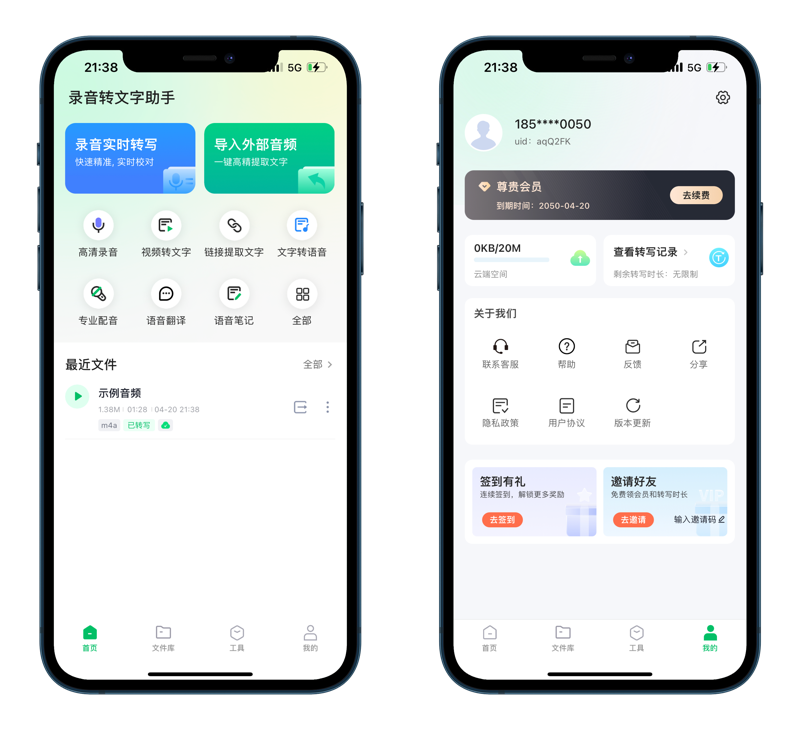 21:38
5G
录音转文字助手
录音实时转写
快速精准, 实时校对
导入外部音频
一键高精提取文字
高清录音
视频转文字
链接提取文字
文字转语音
专业配音
语音翻译
语音笔记
全部
最近文件
全部
示例音频
1.38M
01:28
04-20 21:38
m4a
已转写
首页
文件库
工具
我的
21:38
5G
185****0050
uid: aqQ2FK
尊贵会员
到期时间: 2050-04-20
去续费
0KB/20M
云端空间
查看转写记录
剩余转写时长: 无限制
关于我们
联系客服
帮助
反馈
分享
隐私政策
用户协议
版本更新
签到有礼
连续签到, 解锁更多奖励
去签到
邀请好友
免费领会员和转写时长
VIP
去邀请
输入邀请码
首页
文件库
工具
我的